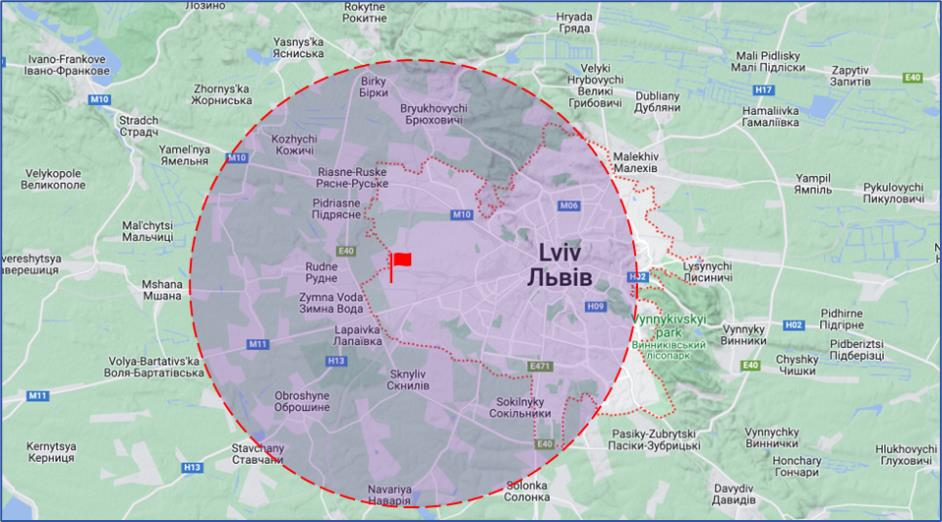 Лозино
Rokytne
Рокитне
Hryada
Гряда
Yasnys'ka
Ясниська
Ivano-Frankove
Івано-Франкове
Velyki
Hrybovychi
Великі
Грибовичі
Mali Pidlisky
Малі Підліски
Zapytiv
Запитів
E40
Birky
Бірки
Zhornys'ka
Жорниська
H17
M10
Dubliany
Дубляни
Bryukhovychi
Брюховичі
Hamaliivka
Гамаліївка
Stradch
Страдч
Kozhychi
Кожичі
Yamel'nya
Ямельня
M10
Malekhiv
Малехів
Velykopole
Великополе
Riasne-Ruske
Рясне-Руське
Yampil
Ямпіль
Pykulovychi
Пикуловичі
Pidriasne
Підрясне
M10
M06
Mal'chytsi
Мальчиці
E40
Lviv
Львів
vereshytsia
аверешиця
Rudne
Рудне
Lysynychi
Лисиничі
H02
Mshana
Мшана
Zymna Voda
Зимна Вода
H09
Vynnykivskyi
park
Винниківський
лісопарк
Pidhirne
Підгірне
Vynnyky
Винники
H02
Lapaivka
Лапаївка
M11
H13
Pidberiztsi
Підберізці
Volya-Bartativs'ka
Воля-Бартатівська
E471
E40
Chyshky
Чишки
Sknyliv
Скнилів
M11
Obroshyne
Оброшине
Sokilnyky
Сокільники
Kernytsya
Керниця
Stavchany
Ставчани
E40
Pasiky-Zubrytski
Пасіки-Зубрицькі
Vynnychky
Виннички
Hlukhovychi
Глуховичі
H13
Honchary
Гончари
Navariya
Наварія
Solonka
Солонка
Davydiv
Давидів